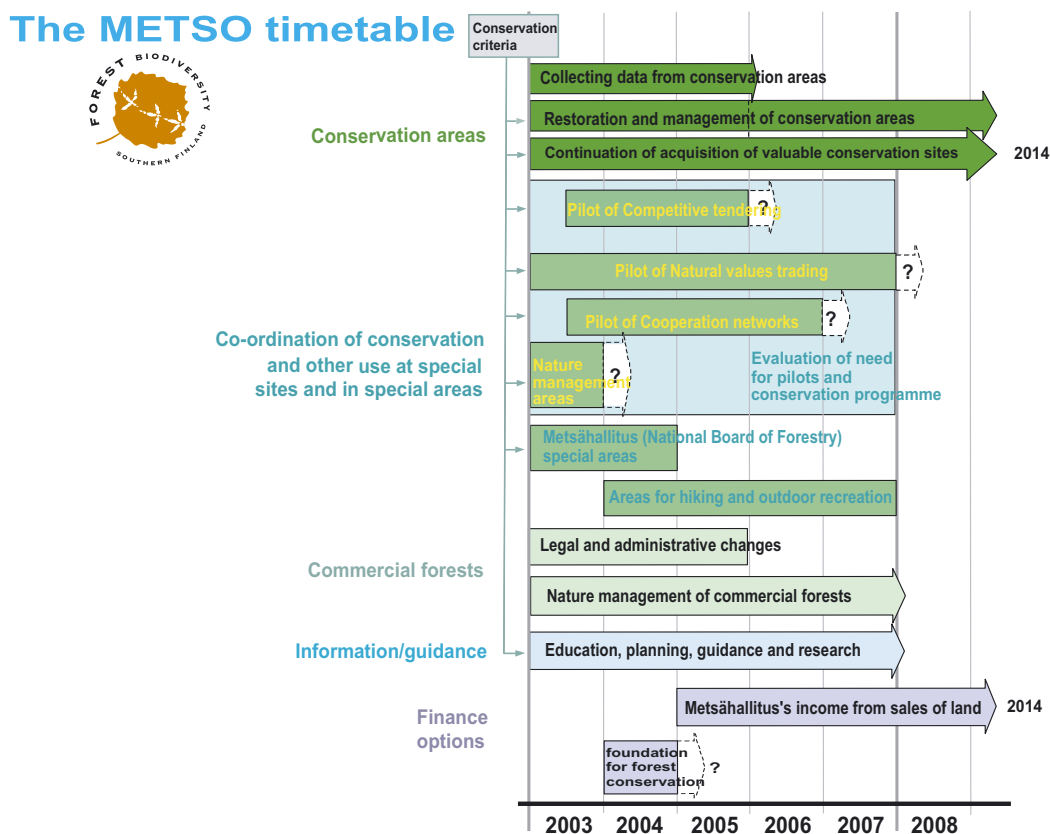 The METSO timetable
Conservation
criteria
FOREST BIODIVERSITY
SOUTHERN FINLAND
Conservation areas
Collecting data from conservation areas
Restoration and management of conservation areas
Continuation of acquisition of valuable conservation sites
2014
Co-ordination of conservation
and other use at special
sites and in special areas
Pilot of Competitive tendering
?
Pilot of Natural values trading
?
Pilot of Cooperation networks
?
Nature
management
areas
?
Evaluation of need
for pilots and
conservation programme
Metsähallitus (National Board of Forestry)
special areas
Areas for hiking and outdoor recreation
Commercial forests
Legal and administrative changes
Nature management of commercial forests
Information/guidance
Education, planning, guidance and research
Finance
options
Metsähallitus's income from sales of land
2014
foundation
for forest
conservation
?
2003 2004 2005 2006 2007 2008